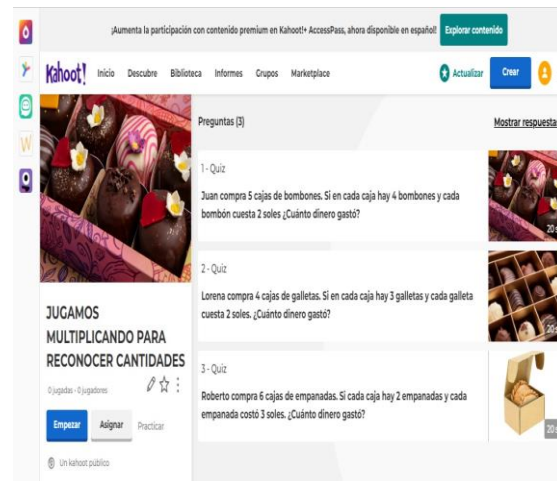 ¡Aumenta la participación con contenido premium en Kahoot!+ AccessPass, ahora disponible en español!
Explorar contenido
Kahoot!
Inicio
Descubre
Biblioteca
Informes
Grupos
Marketplace
Actualizar
Crear
Preguntas (3)
Mostrar respuestas
1 - Quiz
Juan compra 5 cajas de bombones. Si en cada caja hay 4 bombones y cada
bombón cuesta 2 soles ¿Cuánto dinero gastó?
20 s
2 - Quiz
Lorena compra 4 cajas de galletas. Si en cada caja hay 3 galletas y cada galleta
cuesta 2 soles. ¿Cuánto dinero gastó?
20 s
3 - Quiz
Roberto compra 6 cajas de empanadas. Si cada caja hay 2 empanadas y cada
empanada costó 3 soles. ¿Cuánto dinero gastó?
20 s
JUGAMOS
MULTIPLICANDO PARA
RECONOCER CANTIDADES
0 jugadas · 0 jugadores
Empezar
Asignar
Practicar
Un kahoot público